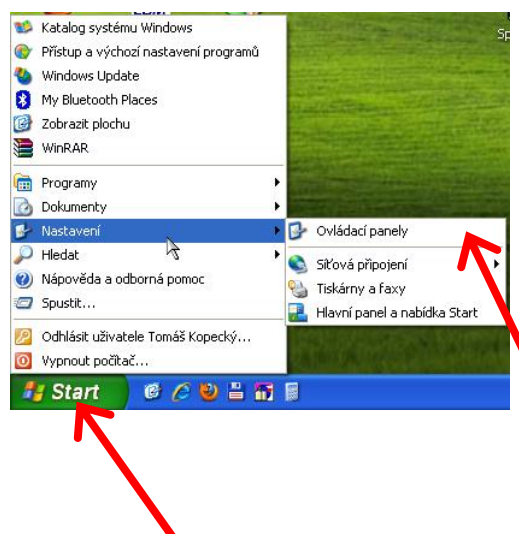 Katalog systému Windows
Přístup a výchozí nastavení programů
Windows Update
My Bluetooth Places
Zobrazit plochu
WinRAR
Programy
Dokumenty
Nastavení
Hledat
Nápověda a odborná pomoc
Spustit...
Odhlásit uživatele Tomáš Kopecký...
Vypnout počítač...
Ovládací panely
Síťová připojení
Tiskárny a faxy
Hlavní panel a nabídka Start
Start
Sp